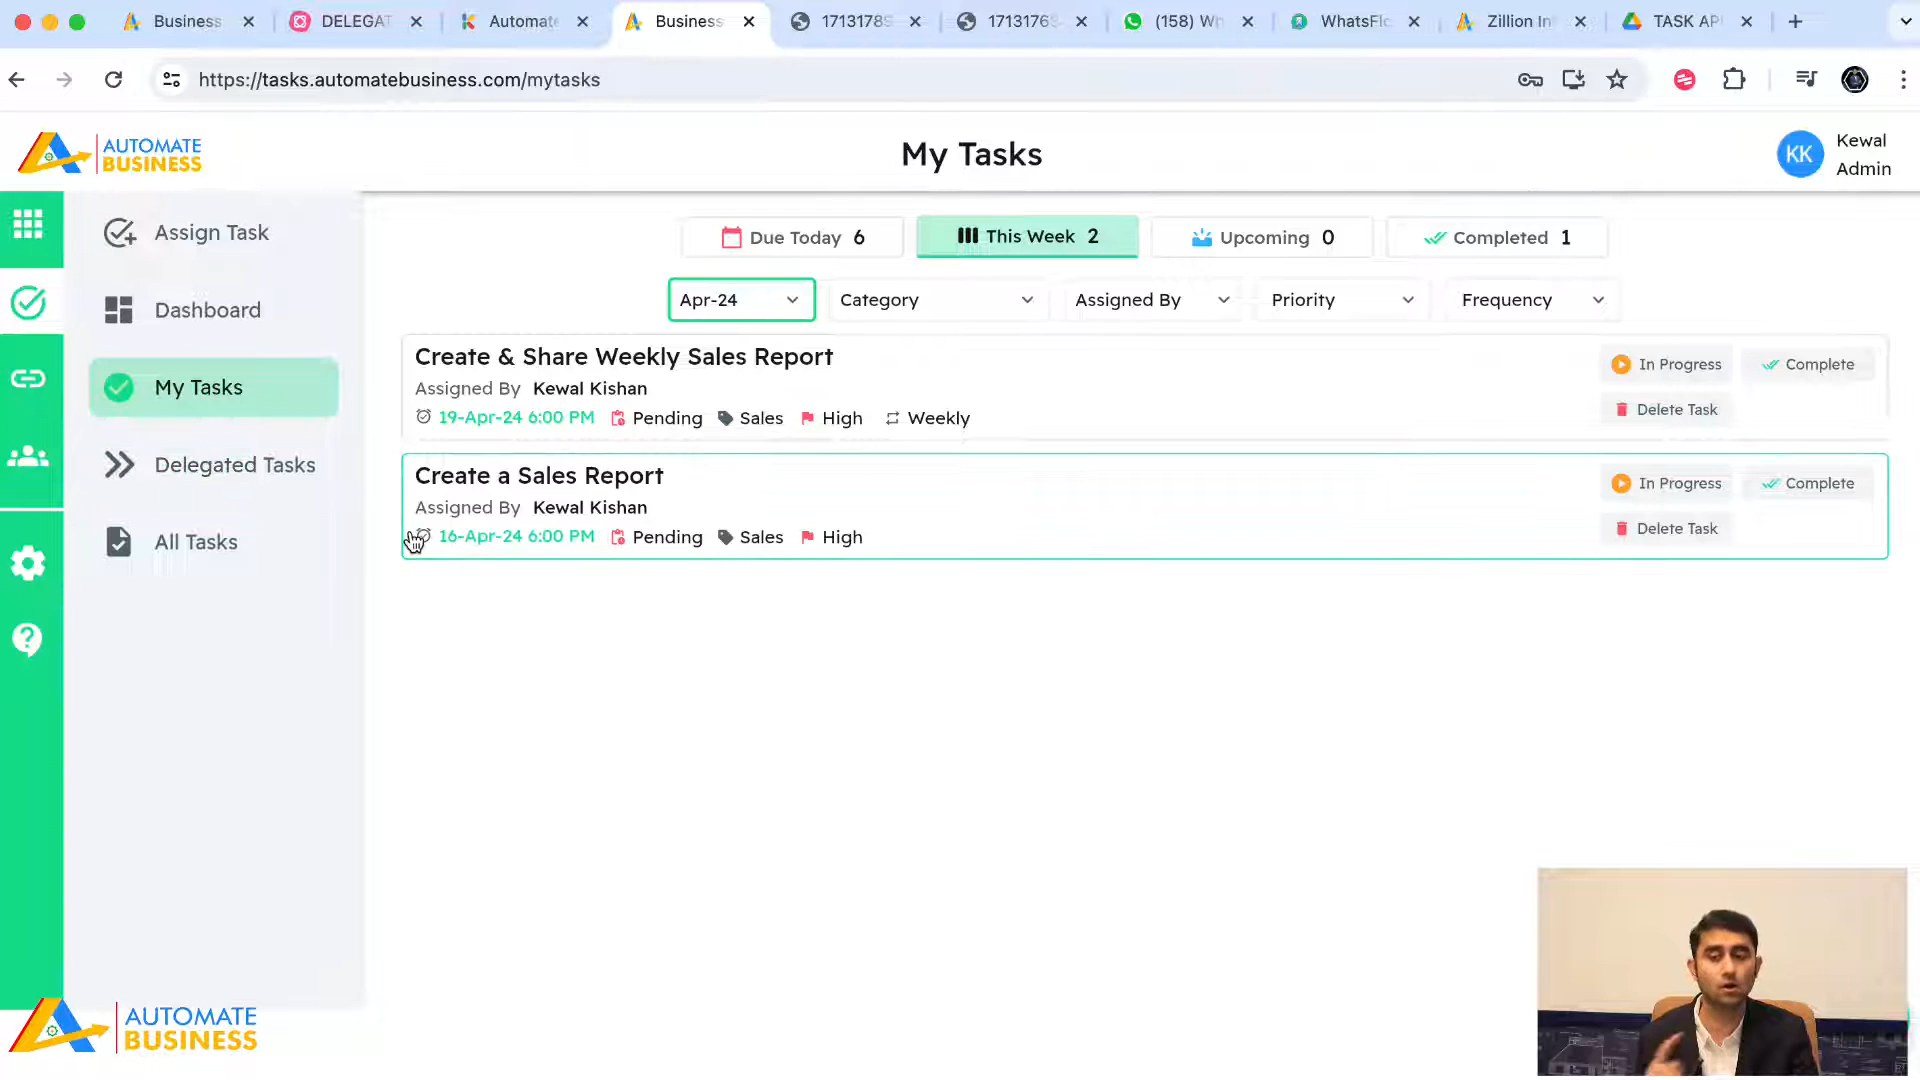 Business
DELEGAT
Automate
Business
1713178
1713176
(158) Wh
WhatsFlo
Zillion In
TASK AP
https://tasks.automatebusiness.com/mytasks
AUTOMATE
BUSINESS
My Tasks
KK
Kewal
Admin
Assign Task
Dashboard
My Tasks
Delegated Tasks
All Tasks
Due Today 6
This Week 2
Upcoming 0
Completed 1
Apr-24
Category
Assigned By
Priority
Frequency
Create & Share Weekly Sales Report
Assigned By Kewal Kishan
19-Apr-24 6:00 PM Pending Sales High Weekly
In Progress
Complete
Delete Task
Create a Sales Report
Assigned By Kewal Kishan
16-Apr-24 6:00 PM Pending Sales High
In Progress
Complete
Delete Task
AUTOMATE
BUSINESS